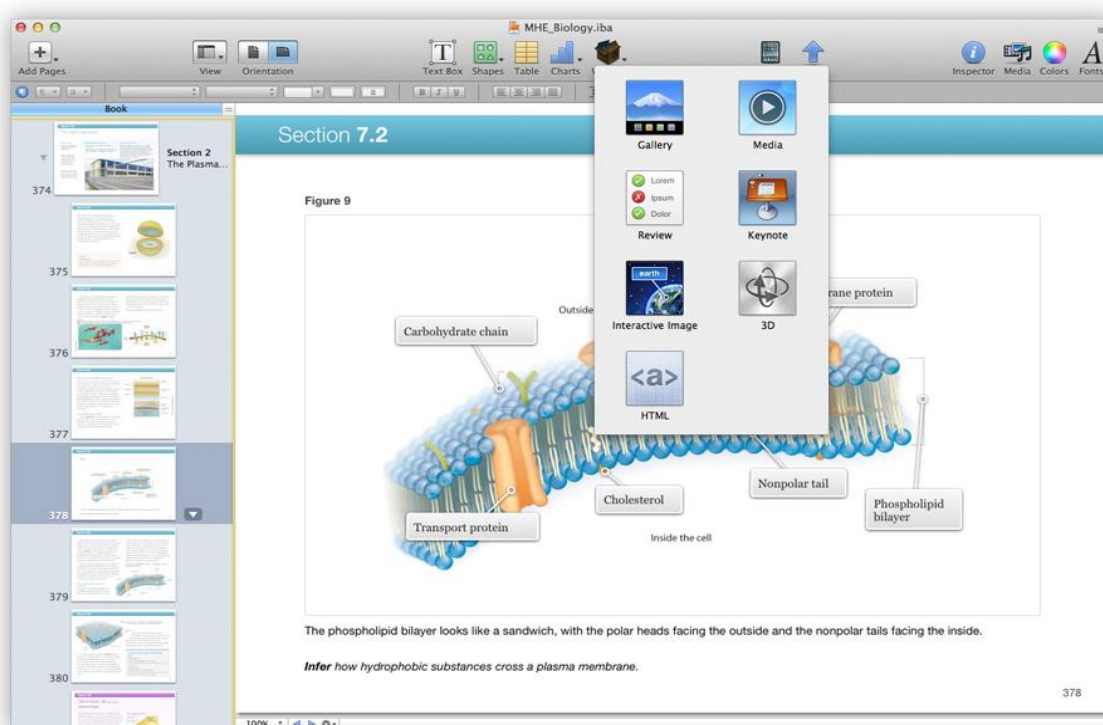 MHE_Biology.iba
Add Pages
View
Orientation
Text Box
Shapes
Table
Charts
Inspector
Media
Colors
Fonts
Book
Section 2
The Plasma...
374
375
376
377
378
379
380
Section 7.2
Figure 9
Gallery
Media
Lorem
Ipsum
Dolor
Review
Keynote
earth
Interactive Image
3D
<a>
HTML
Outside
Carbohydrate chain
Transport protein
Cholesterol
Nonpolar tail
Phospholipid
bilayer
Inside the cell
protein
The phospholipid bilayer looks like a sandwich, with the polar heads facing the outside and the nonpolar tails facing the inside.
Infer how hydrophobic substances cross a plasma membrane.
378
100%